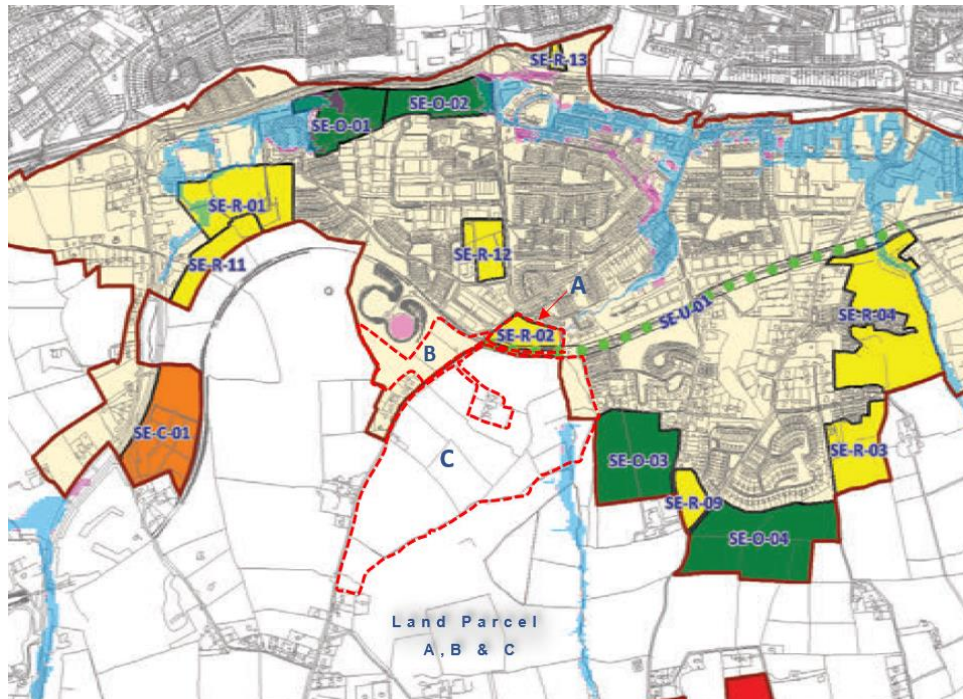 SE-R-13
SE-O-02
SE-O-01
SE-R-01
SE-R-12
SE-R-11
A
SE-U-01
SE-R-04
SE-R-02
B
SE-C-01
C
SE-O-03
SE-R-03
SE-R-09
SE-O-04
Land Parcel
A,B & C